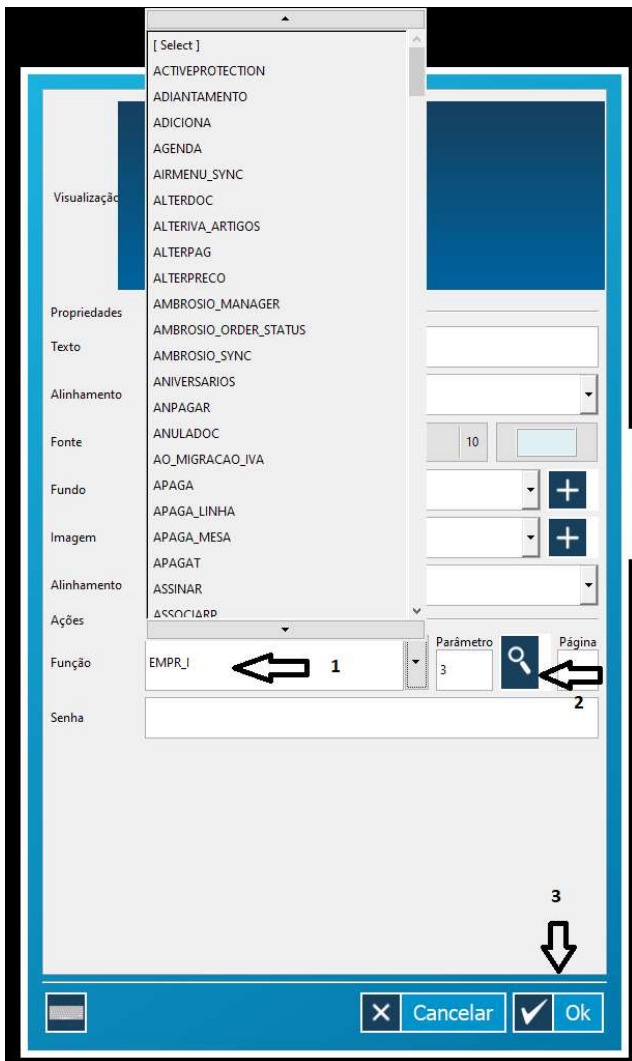 [ Select ]
ACTIVEPROTECTION
ADIANTAMENTO
ADICIONA
AGENDA
AIRMENU_SYNC
ALTERDOC
ALTERIVA_ARTIGOS
ALTERPAG
ALTERPRECO
AMBROSIO_MANAGER
AMBROSIO_ORDER_STATUS
AMBROSIO_SYNC
ANIVERSARIOS
ANPAGAR
ANULADOC
AO_MIGRACAO_IVA
APAGA
APAGA_LINHA
APAGA_MESA
APAGAT
ASSINAR
ASSOCIARP
Visualização
Propriedades
Texto
Alinhamento
Fonte 10
Fundo
Imagem
Alinhamento
Ações
Parâmetro Página
Função EMPR_I 1 3
2
Senha
3
Cancelar Ok